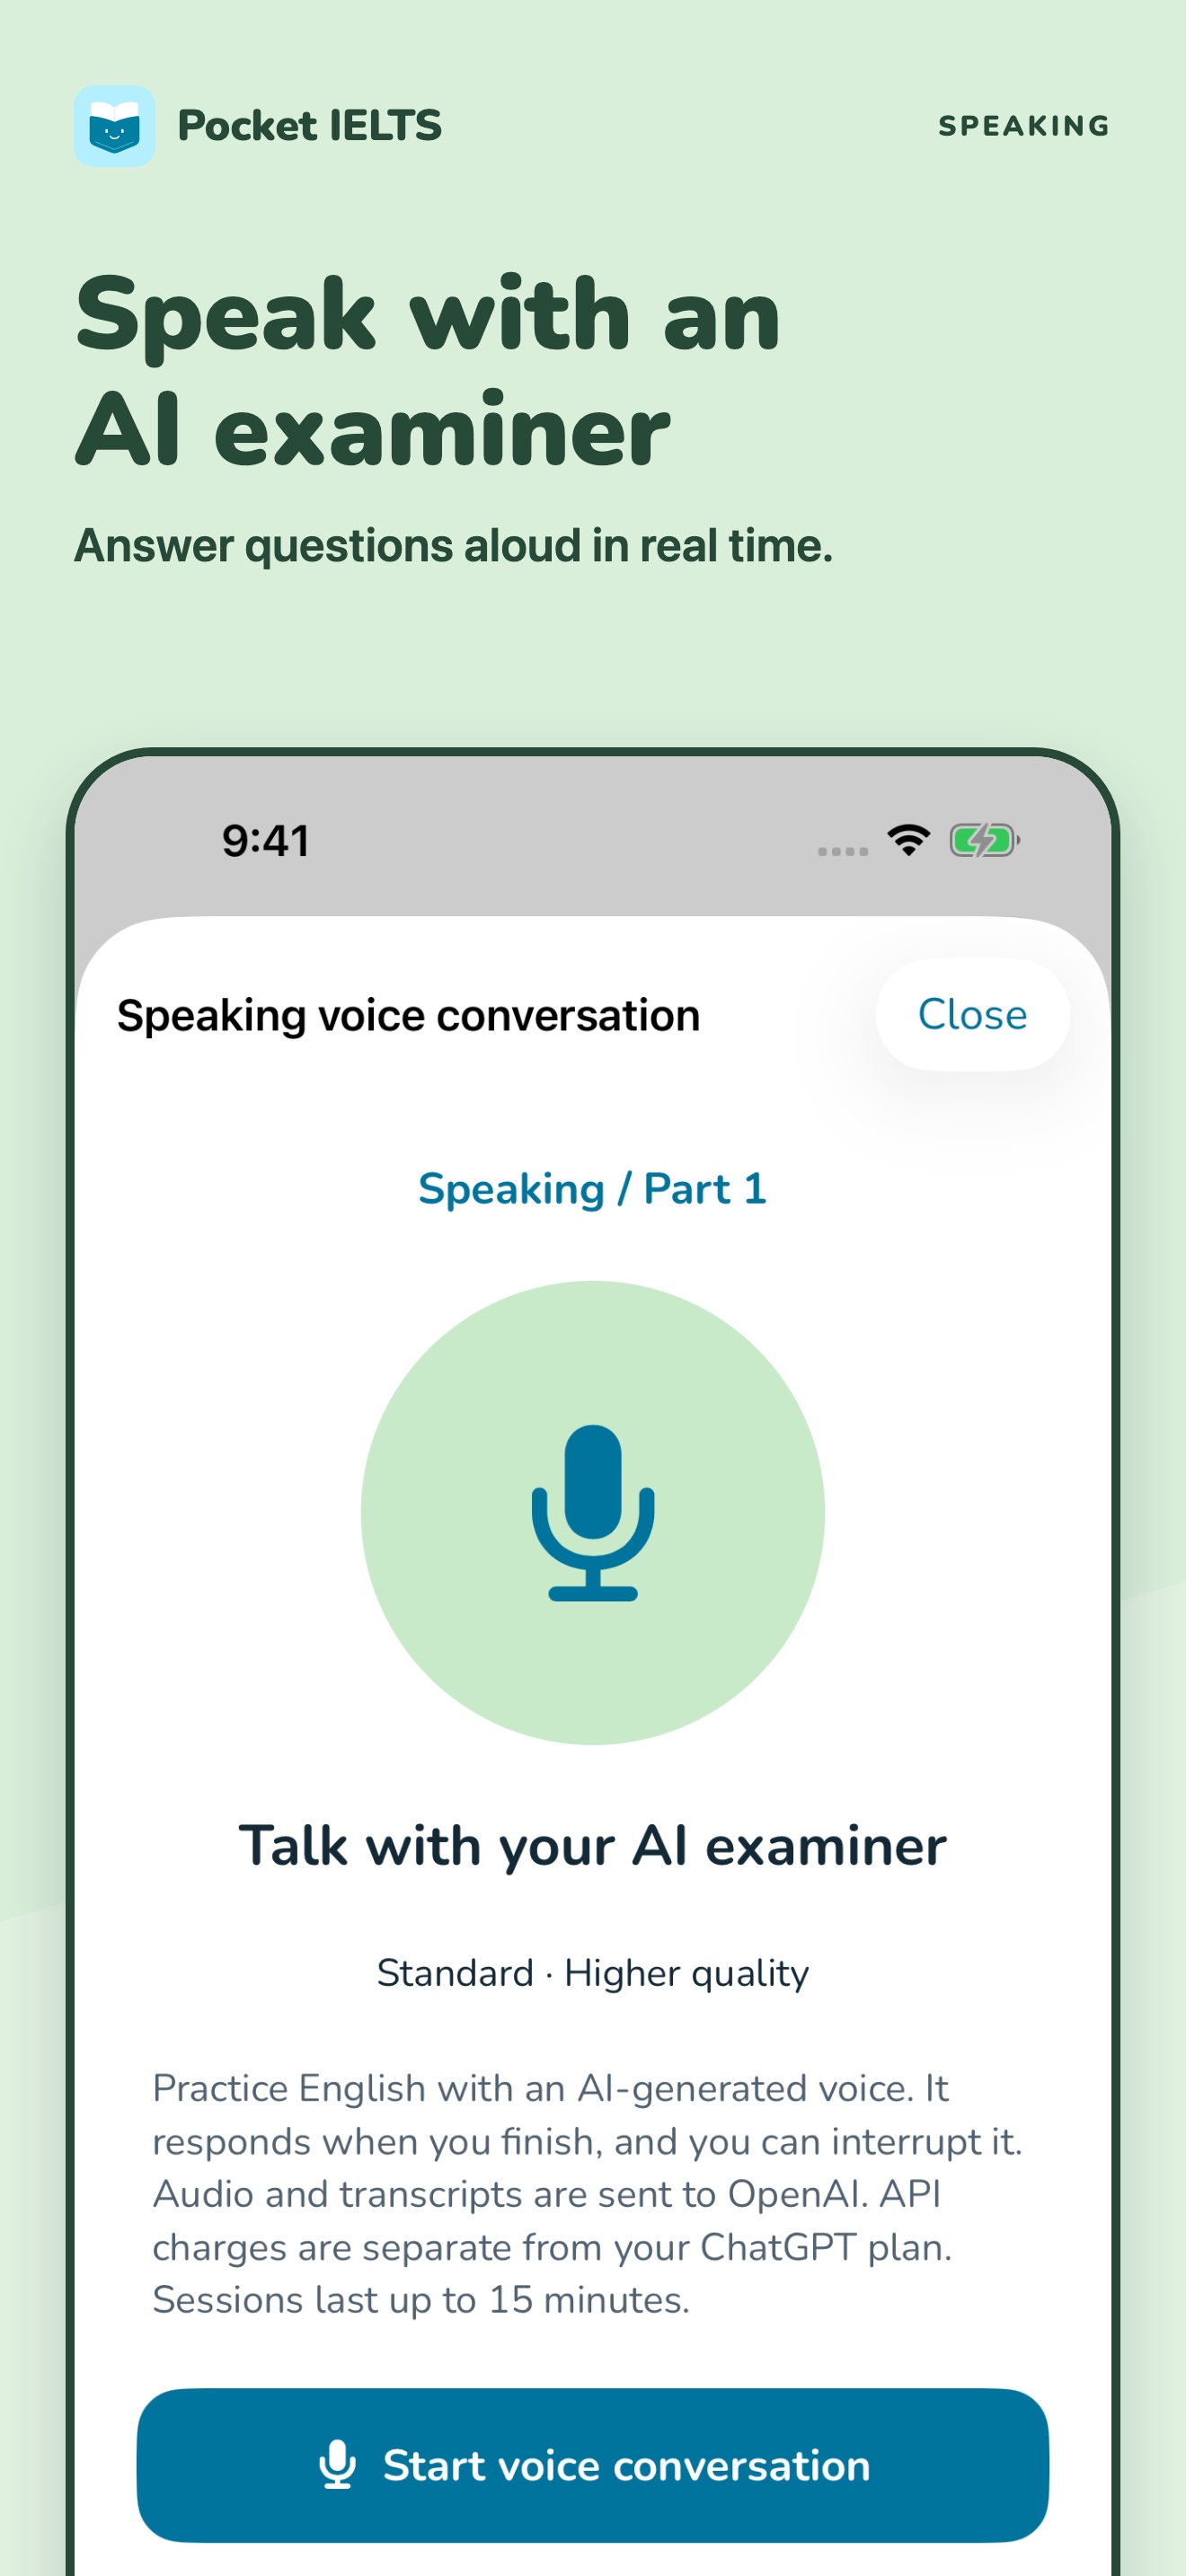 Pocket IELTS
SPEAKING
Speak with an
AI examiner
Answer questions aloud in real time.
9:41
Speaking voice conversation
Close
Speaking / Part 1
Talk with your AI examiner
Standard · Higher quality
Practice English with an AI-generated voice. It
responds when you finish, and you can interrupt it.
Audio and transcripts are sent to OpenAI. API
charges are separate from your ChatGPT plan.
Sessions last up to 15 minutes.
Start voice conversation